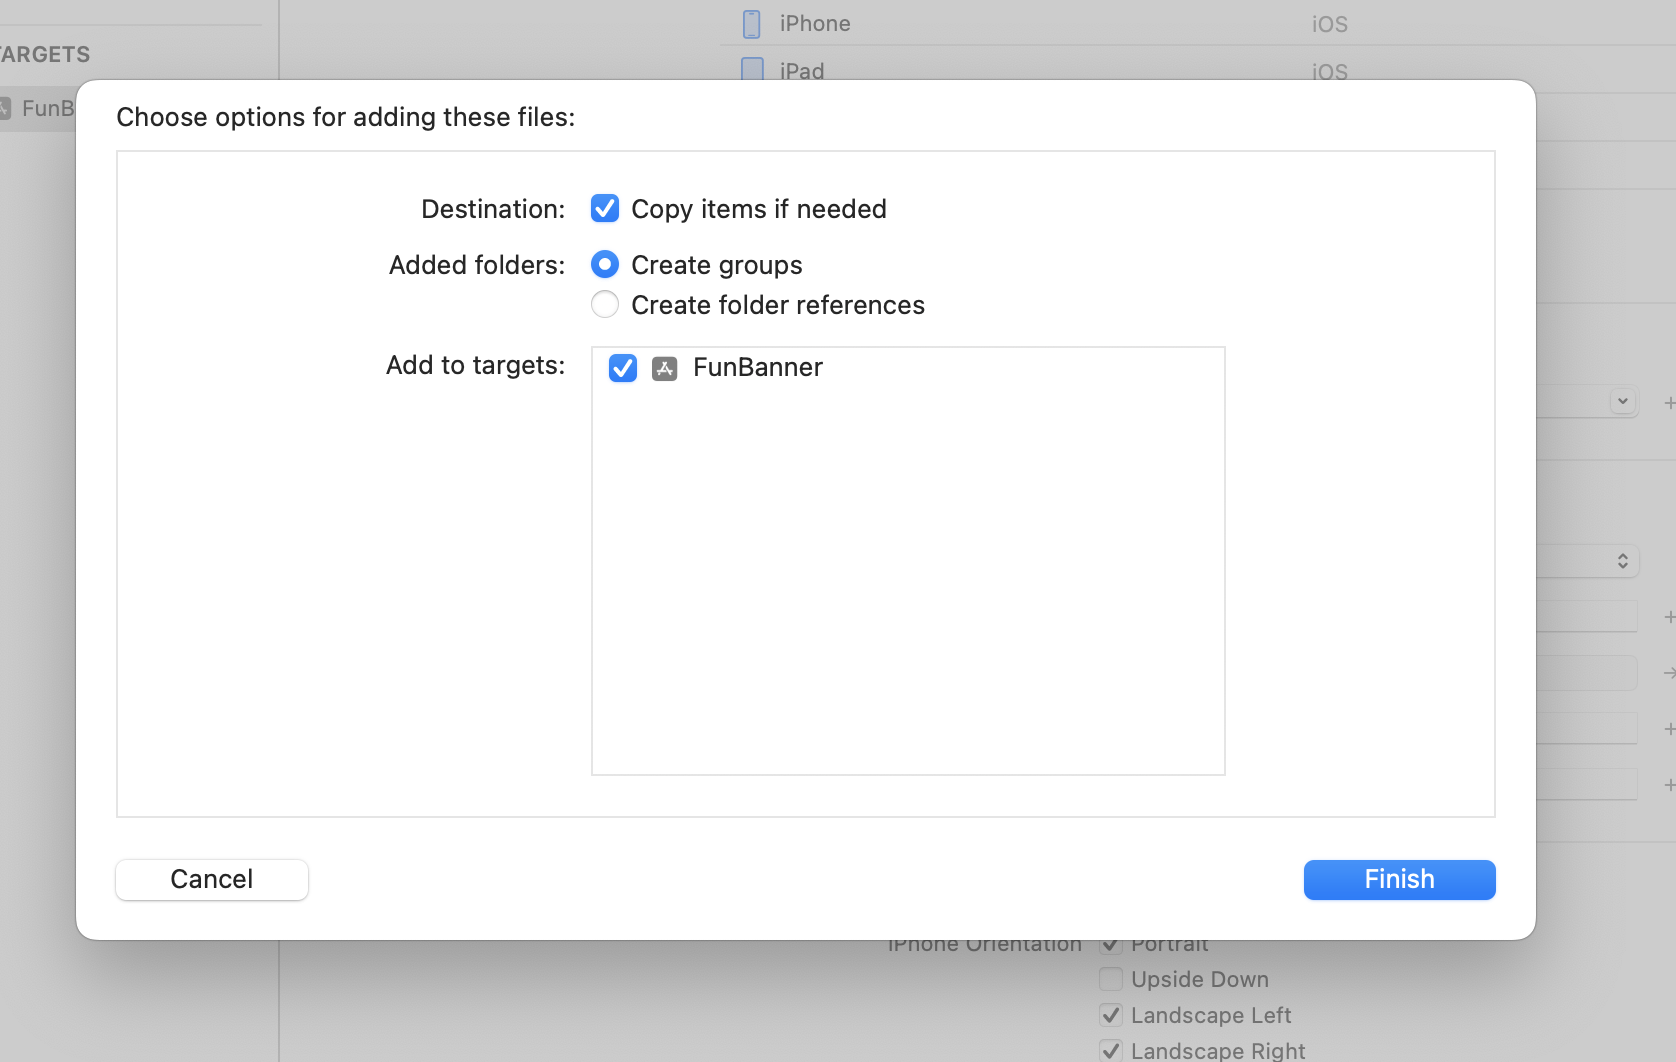 iPhone iOS
TARGETS
iPad iOS
FunB
Choose options for adding these files:
Destination: Copy items if needed
Added folders: Create groups
Create folder references
Add to targets: FunBanner
Cancel Finish
iPhone Orientation Portrait
Upside Down
Landscape Left
Landscape Right